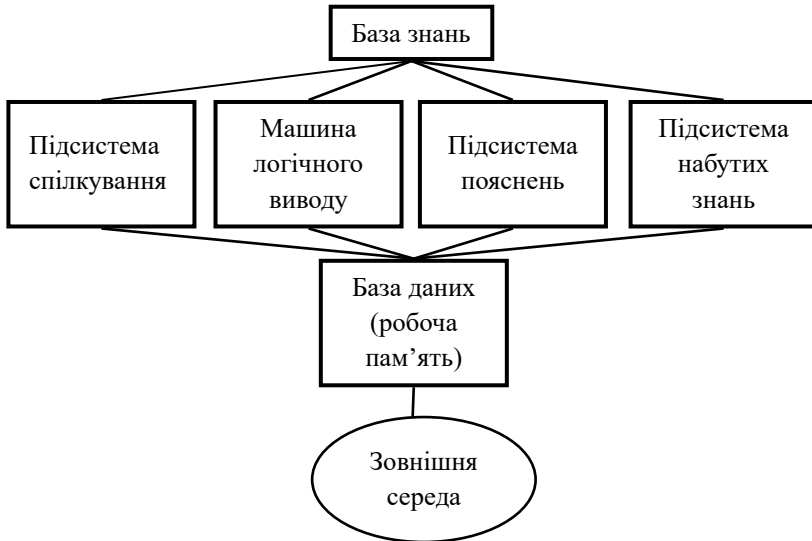 База знань
Підсистема
спілкування
Машина
логічного
виводу
Підсистема
пояснень
Підсистема
набутих
знань
База даних
(робоча
пам’ять)
Зовнішня
середа